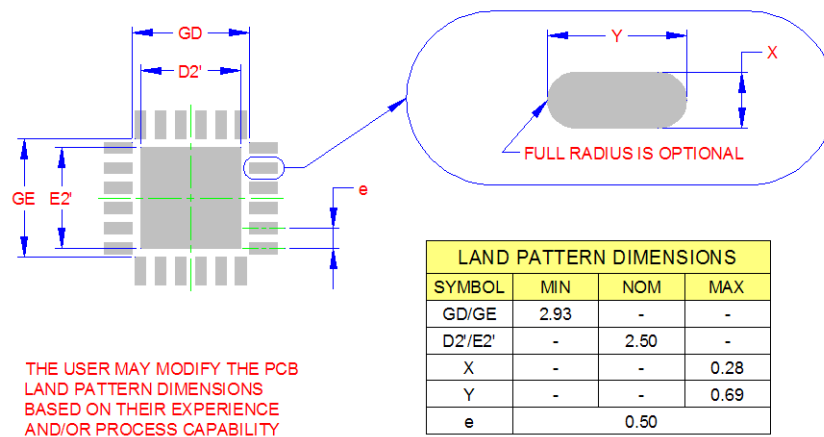 GD
D2'
GE
E2'
e
Y
X
FULL RADIUS IS OPTIONAL
LAND PATTERN DIMENSIONS
SYMBOL MIN NOM MAX
GD/GE 2.93 - -
D2'/E2' - 2.50 -
X - - 0.28
Y - - 0.69
e 0.50
THE USER MAY MODIFY THE PCB
LAND PATTERN DIMENSIONS
BASED ON THEIR EXPERIENCE
AND/OR PROCESS CAPABILITY